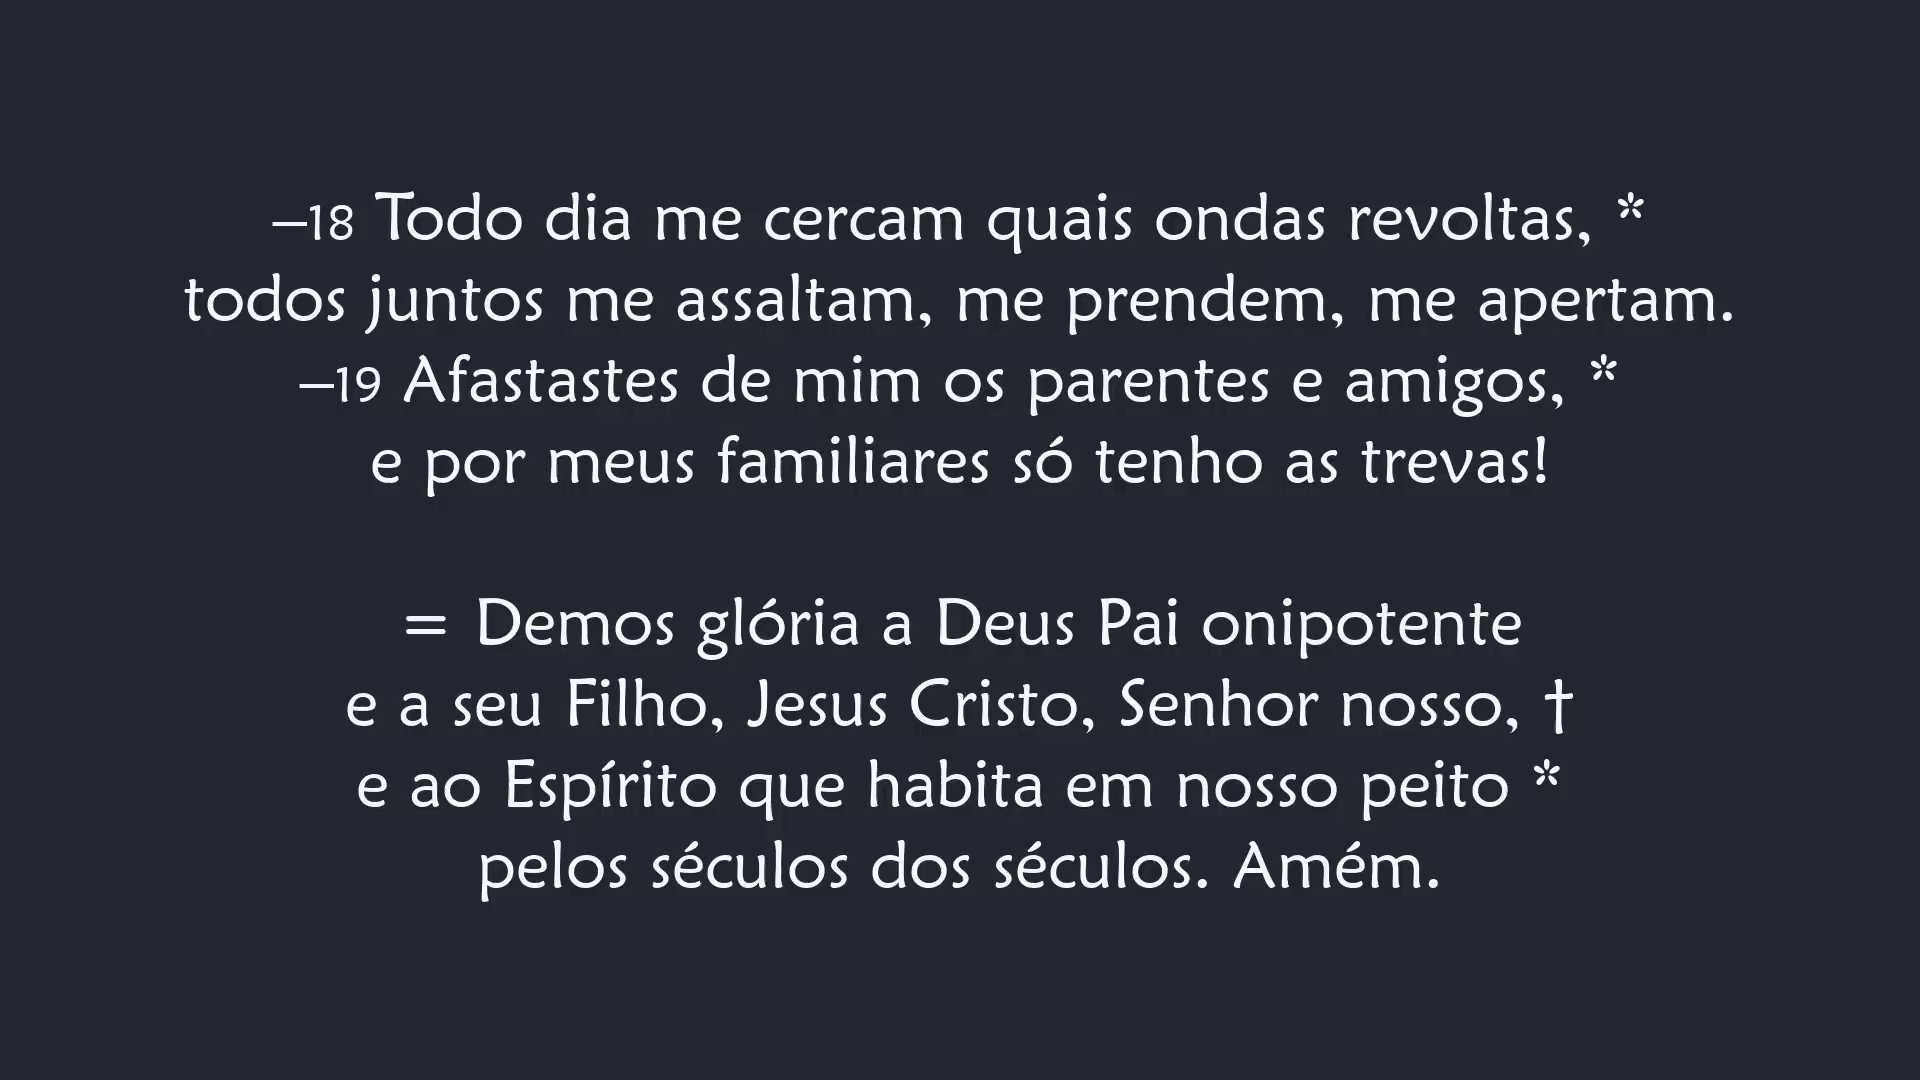 –18 Todo dia me cercam quais ondas revoltas, *
todos juntos me assaltam, me prendem, me apertam.
–19 Afastastes de mim os parentes e amigos, *
e por meus familiares só tenho as trevas!
= Demos glória a Deus Pai onipotente
e a seu Filho, Jesus Cristo, Senhor nosso, †
e ao Espírito que habita em nosso peito *
pelos séculos dos séculos. Amém.